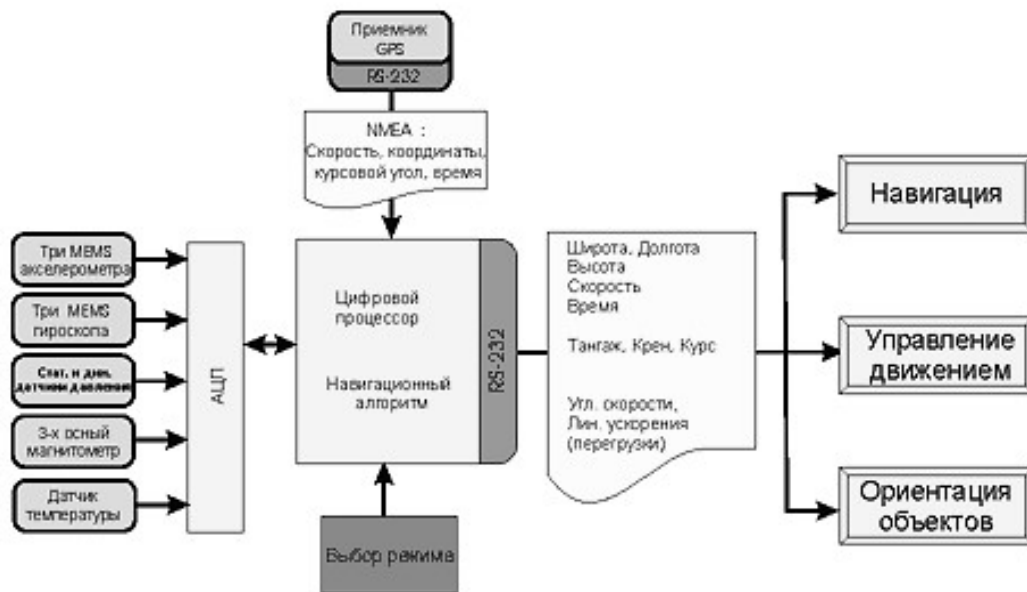 Приемник
GPS
RS-232
NMEA :
Скорость, координаты,
курсовой угол, время
Три MEMS
акселерометра
Три MEMS
гироскопа
Стат. и дин.
датчики давления
3-х осный
магнитометр
Датчик
температуры
АЦП
Цифровой
процессор
Навигационный
алгоритм
RS-232
Выбор режима
Широта, Долгота
Высота
Скорость
Время
Тангаж, Крен, Курс
Угл. скорости,
Лин. ускорения
(перегрузки)
Навигация
Управление
движением
Ориентация
объектов